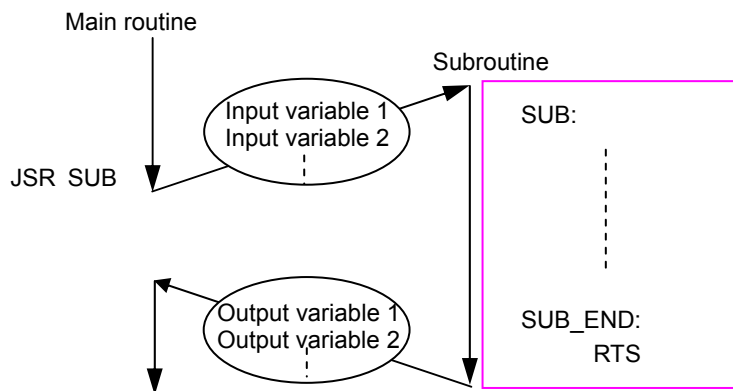 Main routine
Subroutine
Input variable 1
Input variable 2
SUB:
JSR SUB
Output variable 1
Output variable 2
SUB_END:
RTS